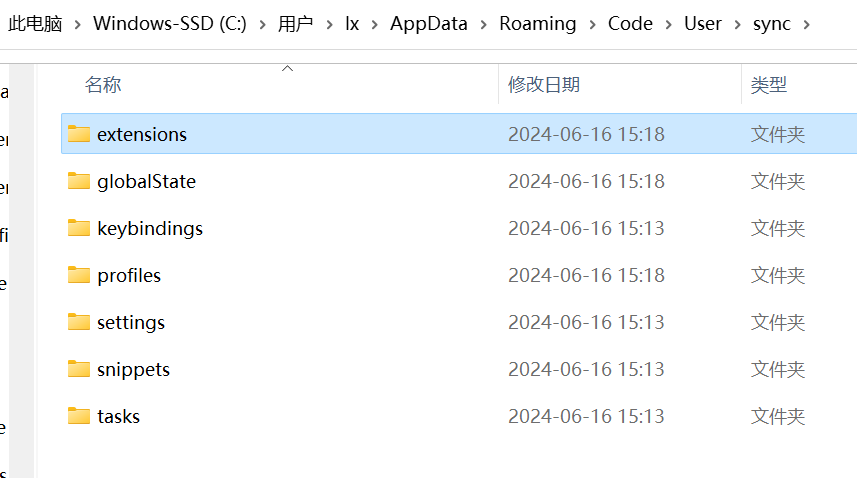 此电脑 > Windows-SSD (C:) > 用户 > lx > AppData > Roaming > Code > User > sync >
名称 修改日期 类型
extensions 2024-06-16 15:18 文件夹
globalState 2024-06-16 15:18 文件夹
keybindings 2024-06-16 15:13 文件夹
profiles 2024-06-16 15:18 文件夹
settings 2024-06-16 15:13 文件夹
snippets 2024-06-16 15:13 文件夹
tasks 2024-06-16 15:13 文件夹